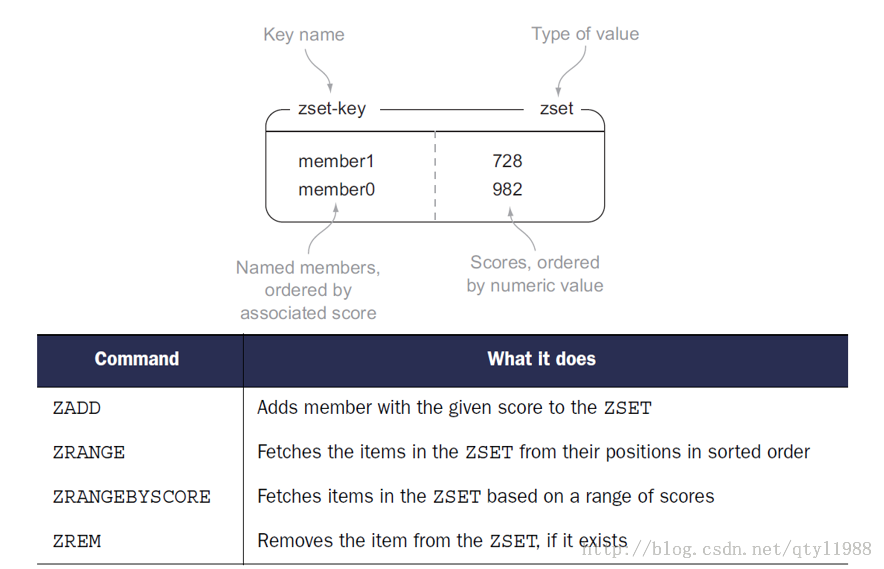 Key name
Type of value
zset-key
zset
member1
728
member0
982
Named members,
ordered by
associated score
Scores, ordered
by numeric value
Command
What it does
ZADD
Adds member with the given score to the ZSET
ZRANGE
Fetches the items in the ZSET from their positions in sorted order
ZRANGEBYSCORE
Fetches items in the ZSET based on a range of scores
ZREM
Removes the item from the ZSET, if it exists
http://blog.csdn.net/qtyl1988